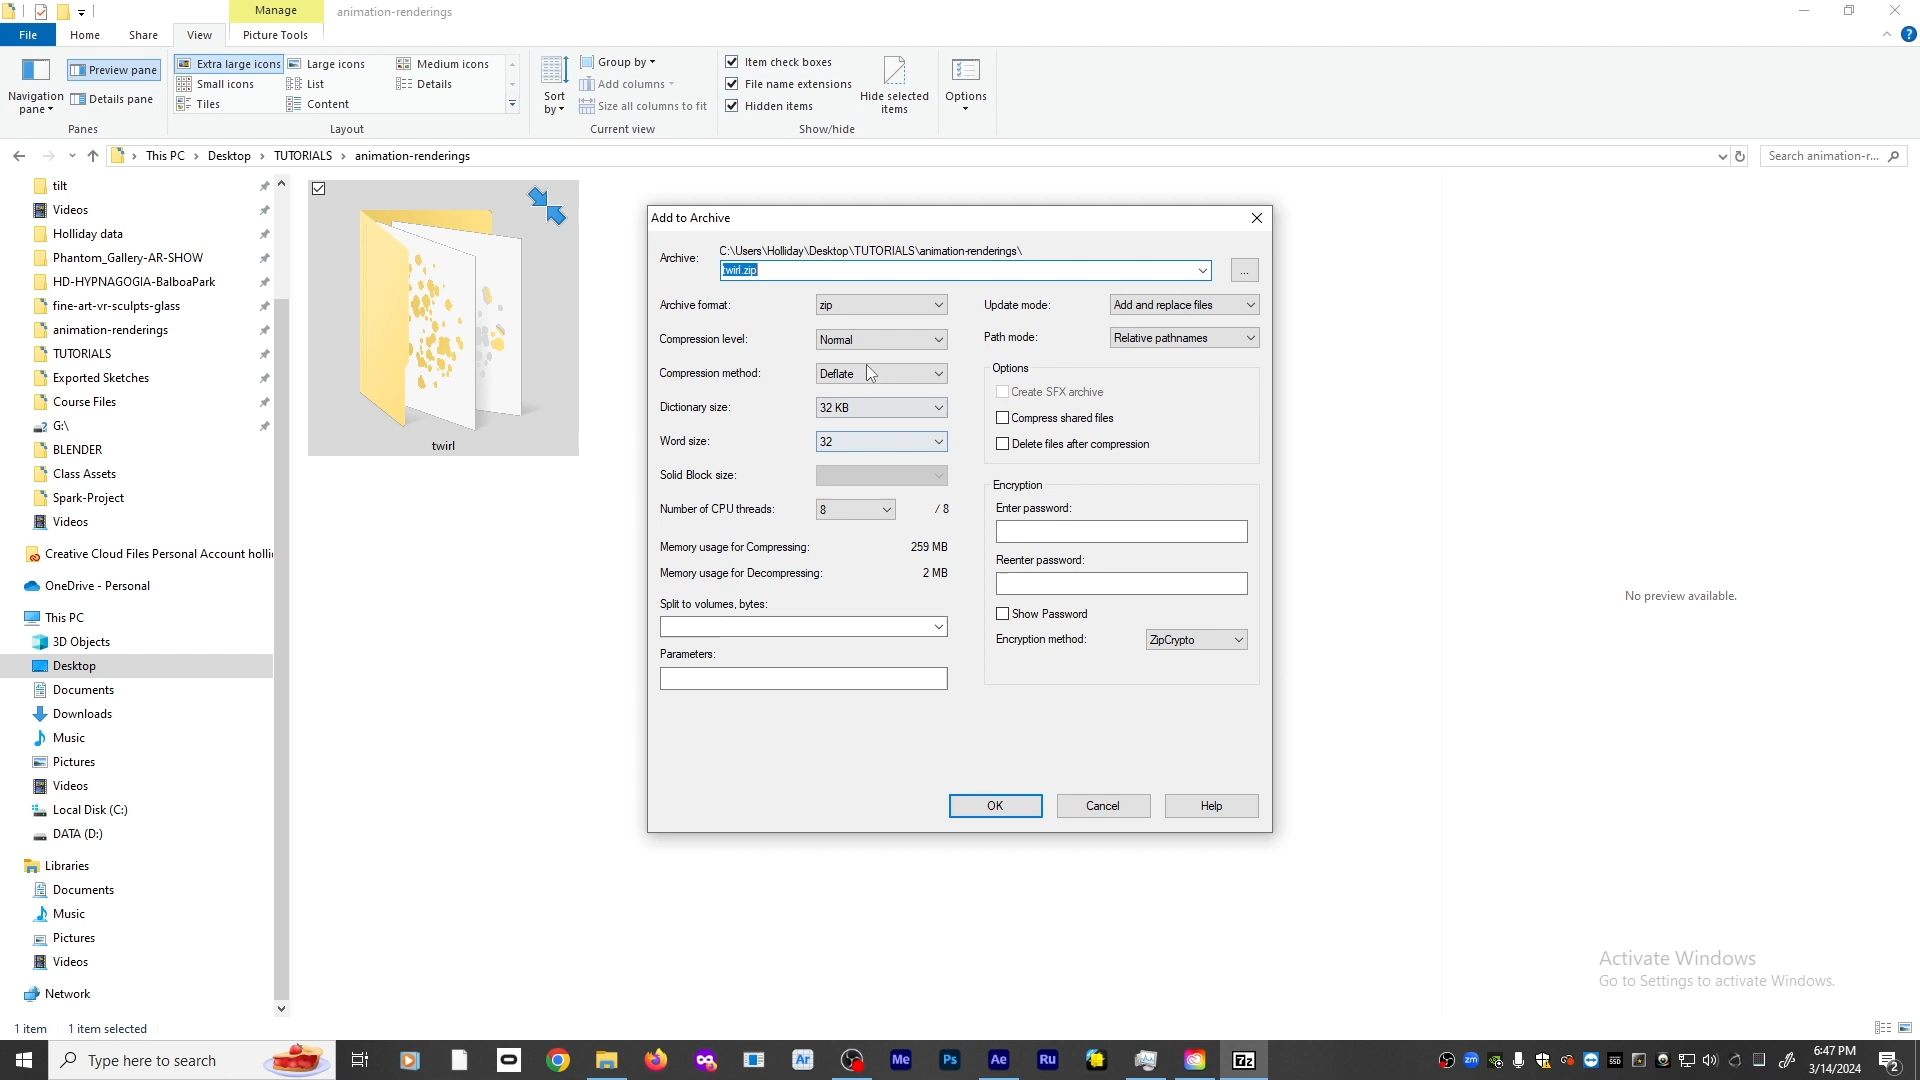 Manage
animation-renderings
File
Home
Share
View
Picture Tools
Navigation pane
Preview pane
Details pane
Panes
Extra large icons
Large icons
Medium icons
Small icons
List
Details
Tiles
Content
Layout
Sort by
Group by
Add columns
Size all columns to fit
Current view
Item check boxes
File name extensions
Hidden items
Hide selected items
Show/hide
Options
This PC
Desktop
TUTORIALS
animation-renderings
Search animation-r...
tilt
Videos
Holliday data
Phantom_Gallery-AR-SHOW
HD-HYPNAGOGIA-BalboaPark
fine-art-vr-sculpts-glass
animation-renderings
TUTORIALS
Exported Sketches
Course Files
G:\
BLENDER
Class Assets
Spark-Project
Videos
Creative Cloud Files Personal Account holli
OneDrive - Personal
This PC
3D Objects
Desktop
Documents
Downloads
Music
Pictures
Videos
Local Disk (C:)
DATA (D:)
Libraries
Documents
Music
Pictures
Videos
Network
1 item
1 item selected
twirl
Add to Archive
Archive:
C:\Users\Holliday\Desktop\TUTORIALS\animation-renderings\
twirl.zip
...
Archive format:
zip
Compression level:
Normal
Compression method:
Deflate
Dictionary size:
32 KB
Word size:
32
Solid Block size:
Number of CPU threads:
8
/ 8
Memory usage for Compressing:
259 MB
Memory usage for Decompressing:
2 MB
Split to volumes, bytes:
Parameters:
Update mode:
Add and replace files
Path mode:
Relative pathnames
Options
Create SFX archive
Compress shared files
Delete files after compression
Encryption
Enter password:
Reenter password:
Show Password
Encryption method:
ZipCrypto
OK
Cancel
Help
No preview available.
Activate Windows
Go to Settings to activate Windows.
Type here to search
Ar
Me
Ps
Ae
Ru
7z
zm
SSD
6:47 PM
3/14/2024
2